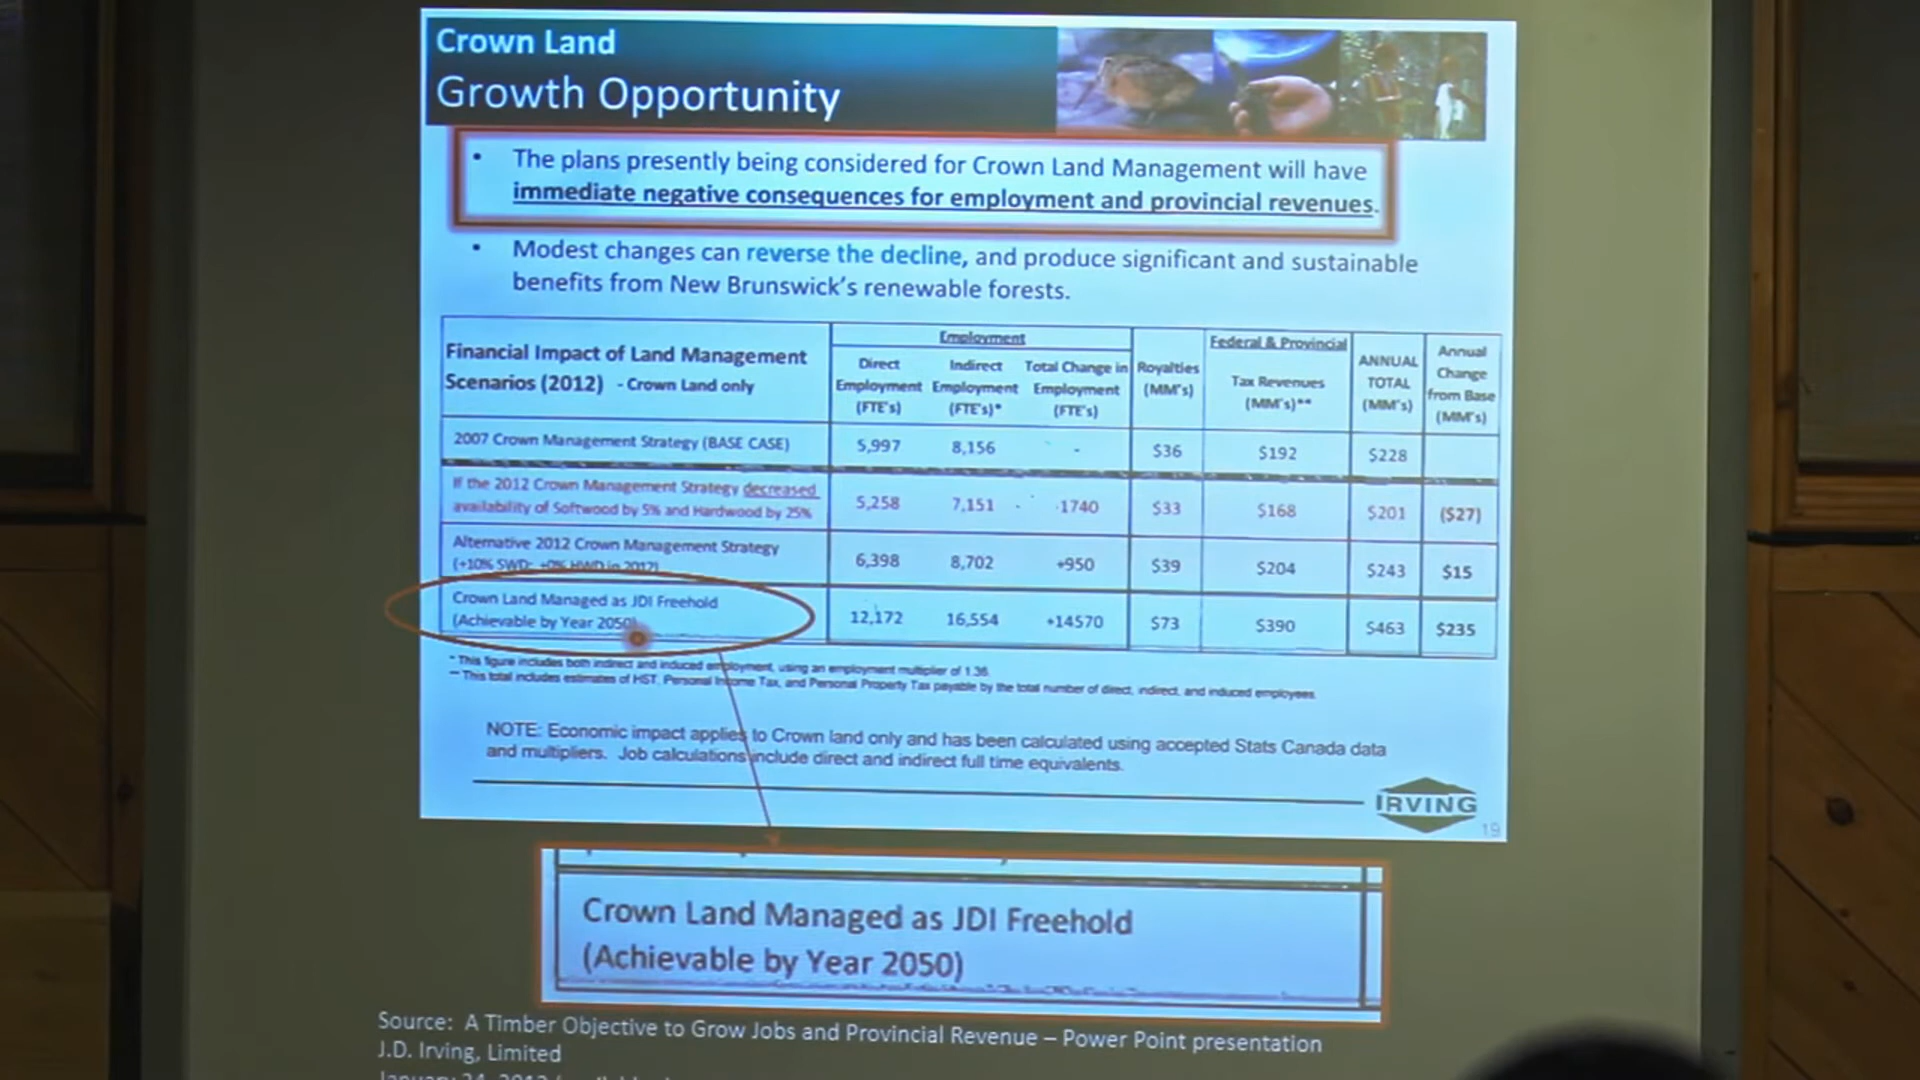 Crown Land
Growth Opportunity
• The plans presently being considered for Crown Land Management will have
immediate negative consequences for employment and provincial revenues.
• Modest changes can reverse the decline, and produce significant and sustainable
benefits from New Brunswick's renewable forests.
Financial Impact of Land Management
Scenarios (2012) - Crown Land only
Employment
Direct
Employment
(FTE's)
Indirect
Employment
(FTE's)*
Total Change in
Employment
(FTE's)
Royalties
(MM's)
Federal & Provincial
Tax Revenues
(MM's)**
ANNUAL
TOTAL
(MM's)
Annual
Change
from Base
(MM's)
2007 Crown Management Strategy (BASE CASE) 5,997 8,156 - $36 $192 $228
If the 2012 Crown Management Strategy decreased
availability of Softwood by 5% and Hardwood by 25% 5,258 7,151 -1740 $33 $168 $201 ($27)
Alternative 2012 Crown Management Strategy
(+10% SWD; +0% HWD in 2012) 6,398 8,702 +950 $39 $204 $243 $15
Crown Land Managed as JDI Freehold
(Achievable by Year 2050) 12,172 16,554 +14570 $73 $390 $463 $235
* This figure includes both indirect and induced employment, using an employment multiplier of 1.36
** This total includes estimates of HST, Personal Income Tax, and Personal Property Tax payable by the total number of direct, indirect, and induced employees.
NOTE: Economic impact applies to Crown land only and has been calculated using accepted Stats Canada data
and multipliers. Job calculations include direct and indirect full time equivalents.
IRVING
19
Crown Land Managed as JDI Freehold
(Achievable by Year 2050)
Source: A Timber Objective to Grow Jobs and Provincial Revenue – Power Point presentation
J.D. Irving, Limited